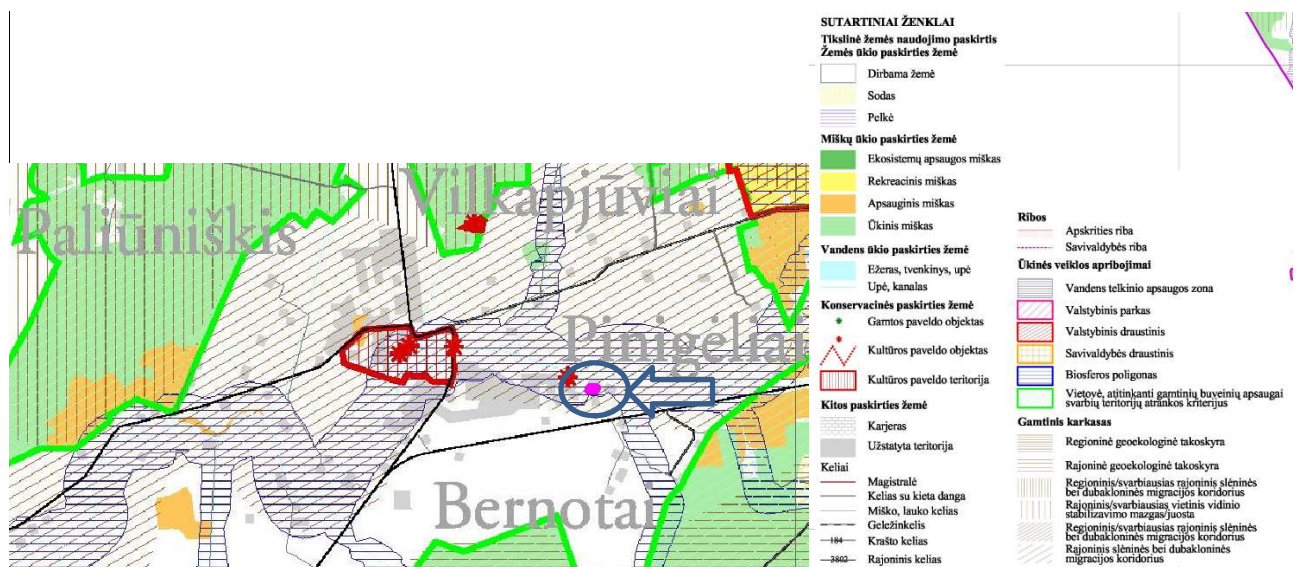 Paliūniškis
Vilkapjūviai
Pinigėliai
Bernotai
SUTARTINIAI ŽENKLAI
Tikslinė žemės naudojimo paskirtis
Žemės ūkio paskirties žemė
Dirbama žemė
Sodas
Pelkė
Miškų ūkio paskirties žemė
Ekosistemų apsaugos miškas
Rekreacinis miškas
Apsauginis miškas
Ūkinis miškas
Vandens ūkio paskirties žemė
Ežeras, tvenkinys, upė
Upė, kanalas
Konservacinės paskirties žemė
Gamtos paveldo objektas
Kultūros paveldo objektas
Kultūros paveldo teritorija
Kitos paskirties žemė
Karjeras
Užstatyta teritorija
Keliai
Magistralė
Kelias su kieta danga
Miško, lauko kelias
Geležinkelis
184 Krašto kelias
3802 Rajoninis kelias
Ribos
Apskrities riba
Savivaldybės riba
Ūkinės veiklos apribojimai
Vandens telkinio apsaugos zona
Valstybinis parkas
Valstybinis draustinis
Savivaldybės draustinis
Biosferos poligonas
Vietovė, atitinkanti gamtinių buveinių apsaugai
svarbių teritorijų atrankos kriterijus
Gamtinis karkasas
Regioninė geoekologinė takoskyra
Rajoninė geoekologinė takoskyra
Regioninis/svarbiausias rajoninis slėninės
bei dubakloninės migracijos koridorius
Rajoninis/svarbiausias vietinis vidinio
stabilizavimo mazgas/juosta
Regioninis/svarbiausias rajoninis slėninės
bei dubakloninės migracijos koridorius
Rajoninis slėninės bei dubakloninės
migracijos koridorius